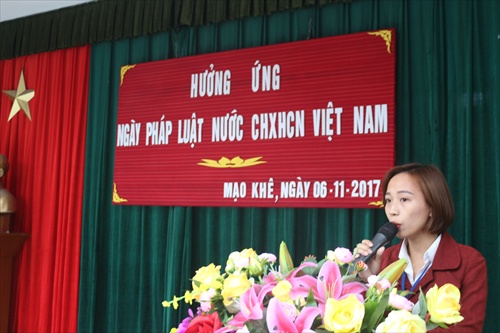 HƯỞNG ỨNG
NGÀY PHÁP LUẬT NƯỚC CHXHCN VIỆT NAM
MẠO KHÊ, NGÀY 06-11-2017